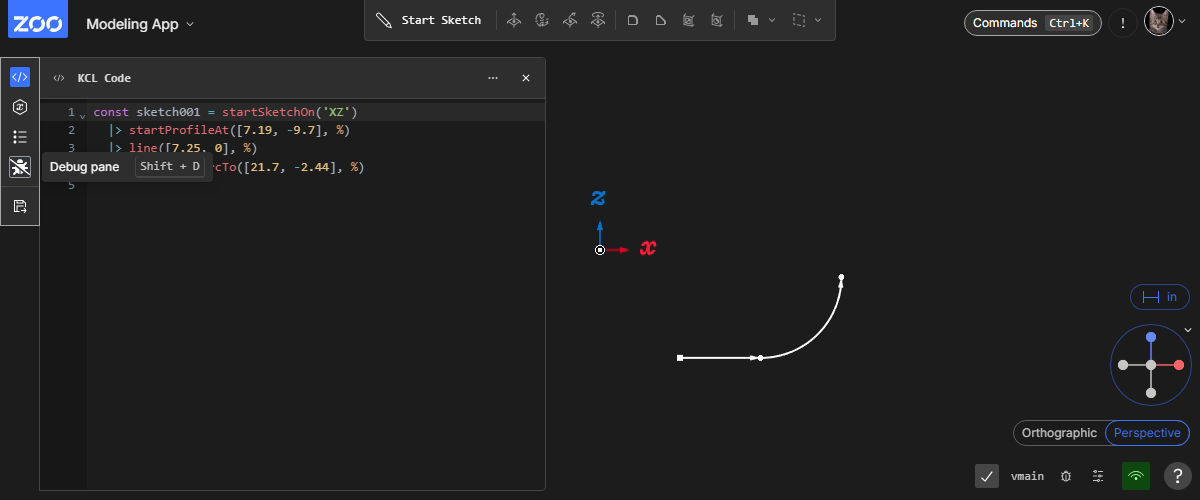 ZOO
Modeling App
Start Sketch
Commands Ctrl+K
!
</> KCL Code
1 const sketch001 = startSketchOn('XZ')
2 |> startProfileAt([7.19, -9.7], %)
3 |> line([7.25, 0], %)
rcTo([21.7, -2.44], %)
5
Debug pane Shift + D
z
x
in
Orthographic Perspective
vmain
?